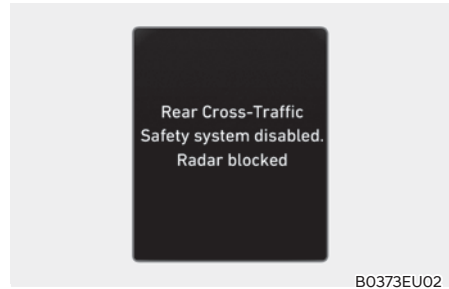 Rear Cross-Traffic
Safety system disabled.
Radar blocked
B0373EU02